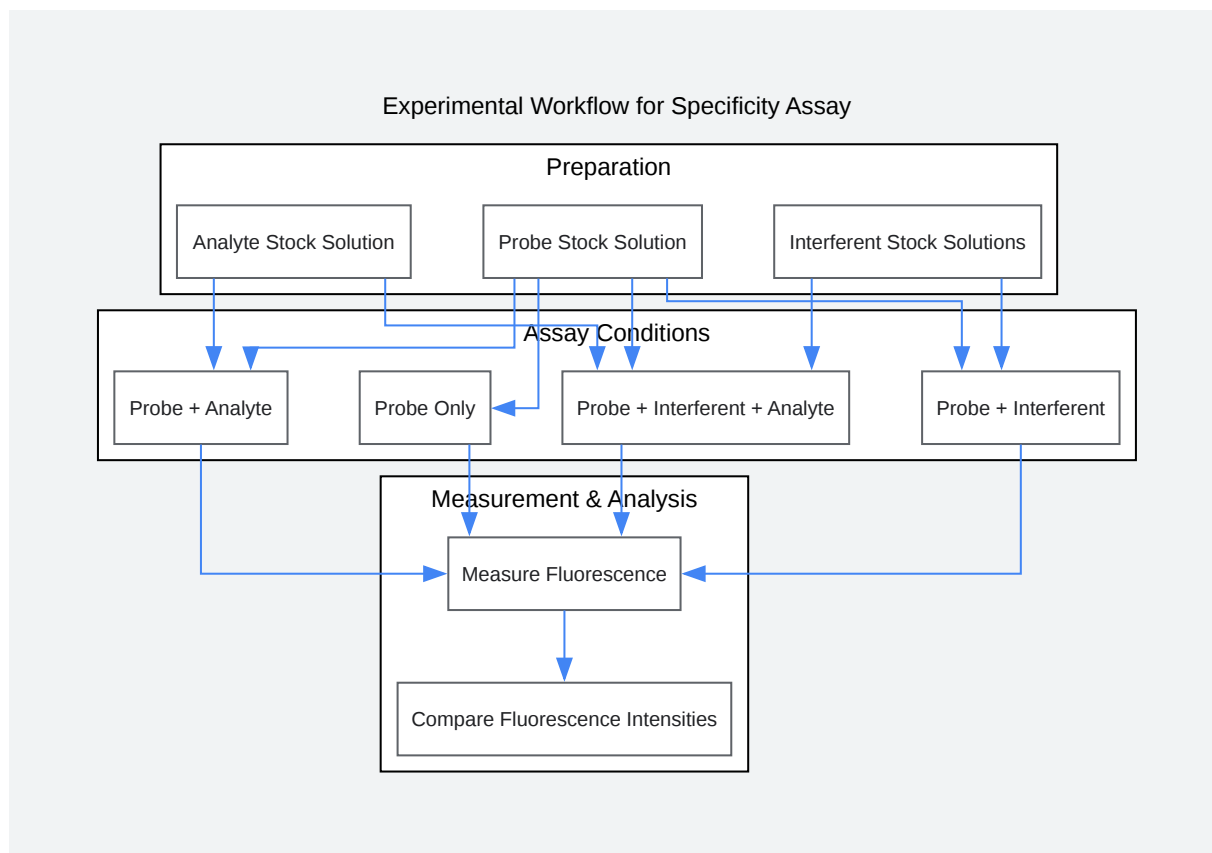 Experimental Workflow for Specificity Assay
Preparation
Analyte Stock Solution
Probe Stock Solution
Interferent Stock Solutions
Assay Conditions
Probe + Analyte
Probe Only
Probe + Interferent + Analyte
Probe + Interferent
Measurement & Analysis
Measure Fluorescence
Compare Fluorescence Intensities